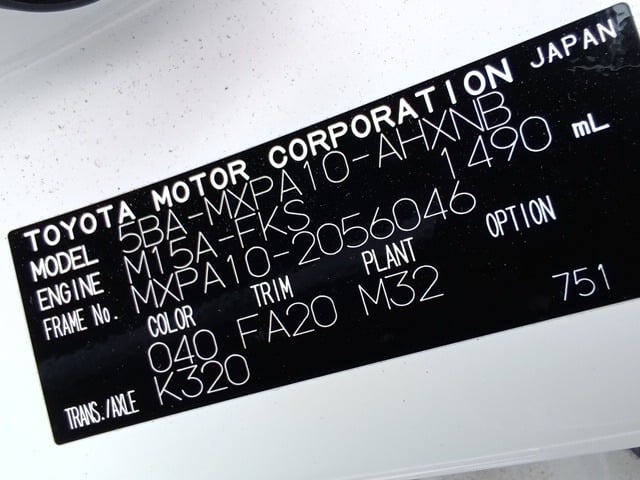 TOYOTA MOTOR CORPORATION JAPAN
MODEL 5BA-MXPA10-AHXNB
ENGINE M15A-FKS 1490 mL
FRAME No. MXPA10-2056046
COLOR TRIM PLANT OPTION
040 FA20 M32
TRANS./AXLE K320 751